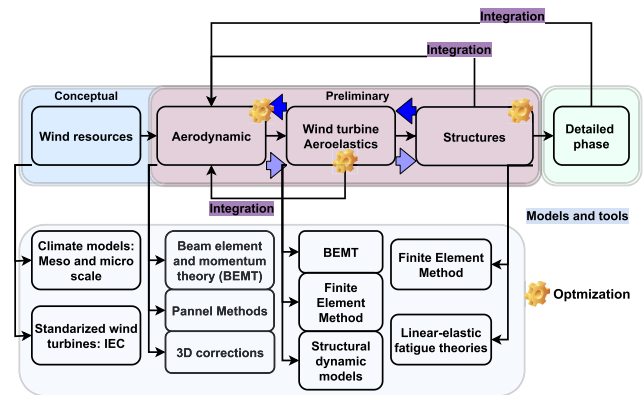 Integration
Integration
Conceptual
Preliminary
Wind resources
Aerodynamic
Wind turbine
Aeroelastics
Structures
Detailed
phase
Integration
Models and tools
Climate models:
Meso and micro
scale
Standarized wind
turbines: IEC
Beam element
and momentum
theory (BEMT)
Pannel Methods
3D corrections
BEMT
Finite
Element
Method
Structural
dynamic
models
Finite Element
Method
Linear-elastic
fatigue theories
Optmization